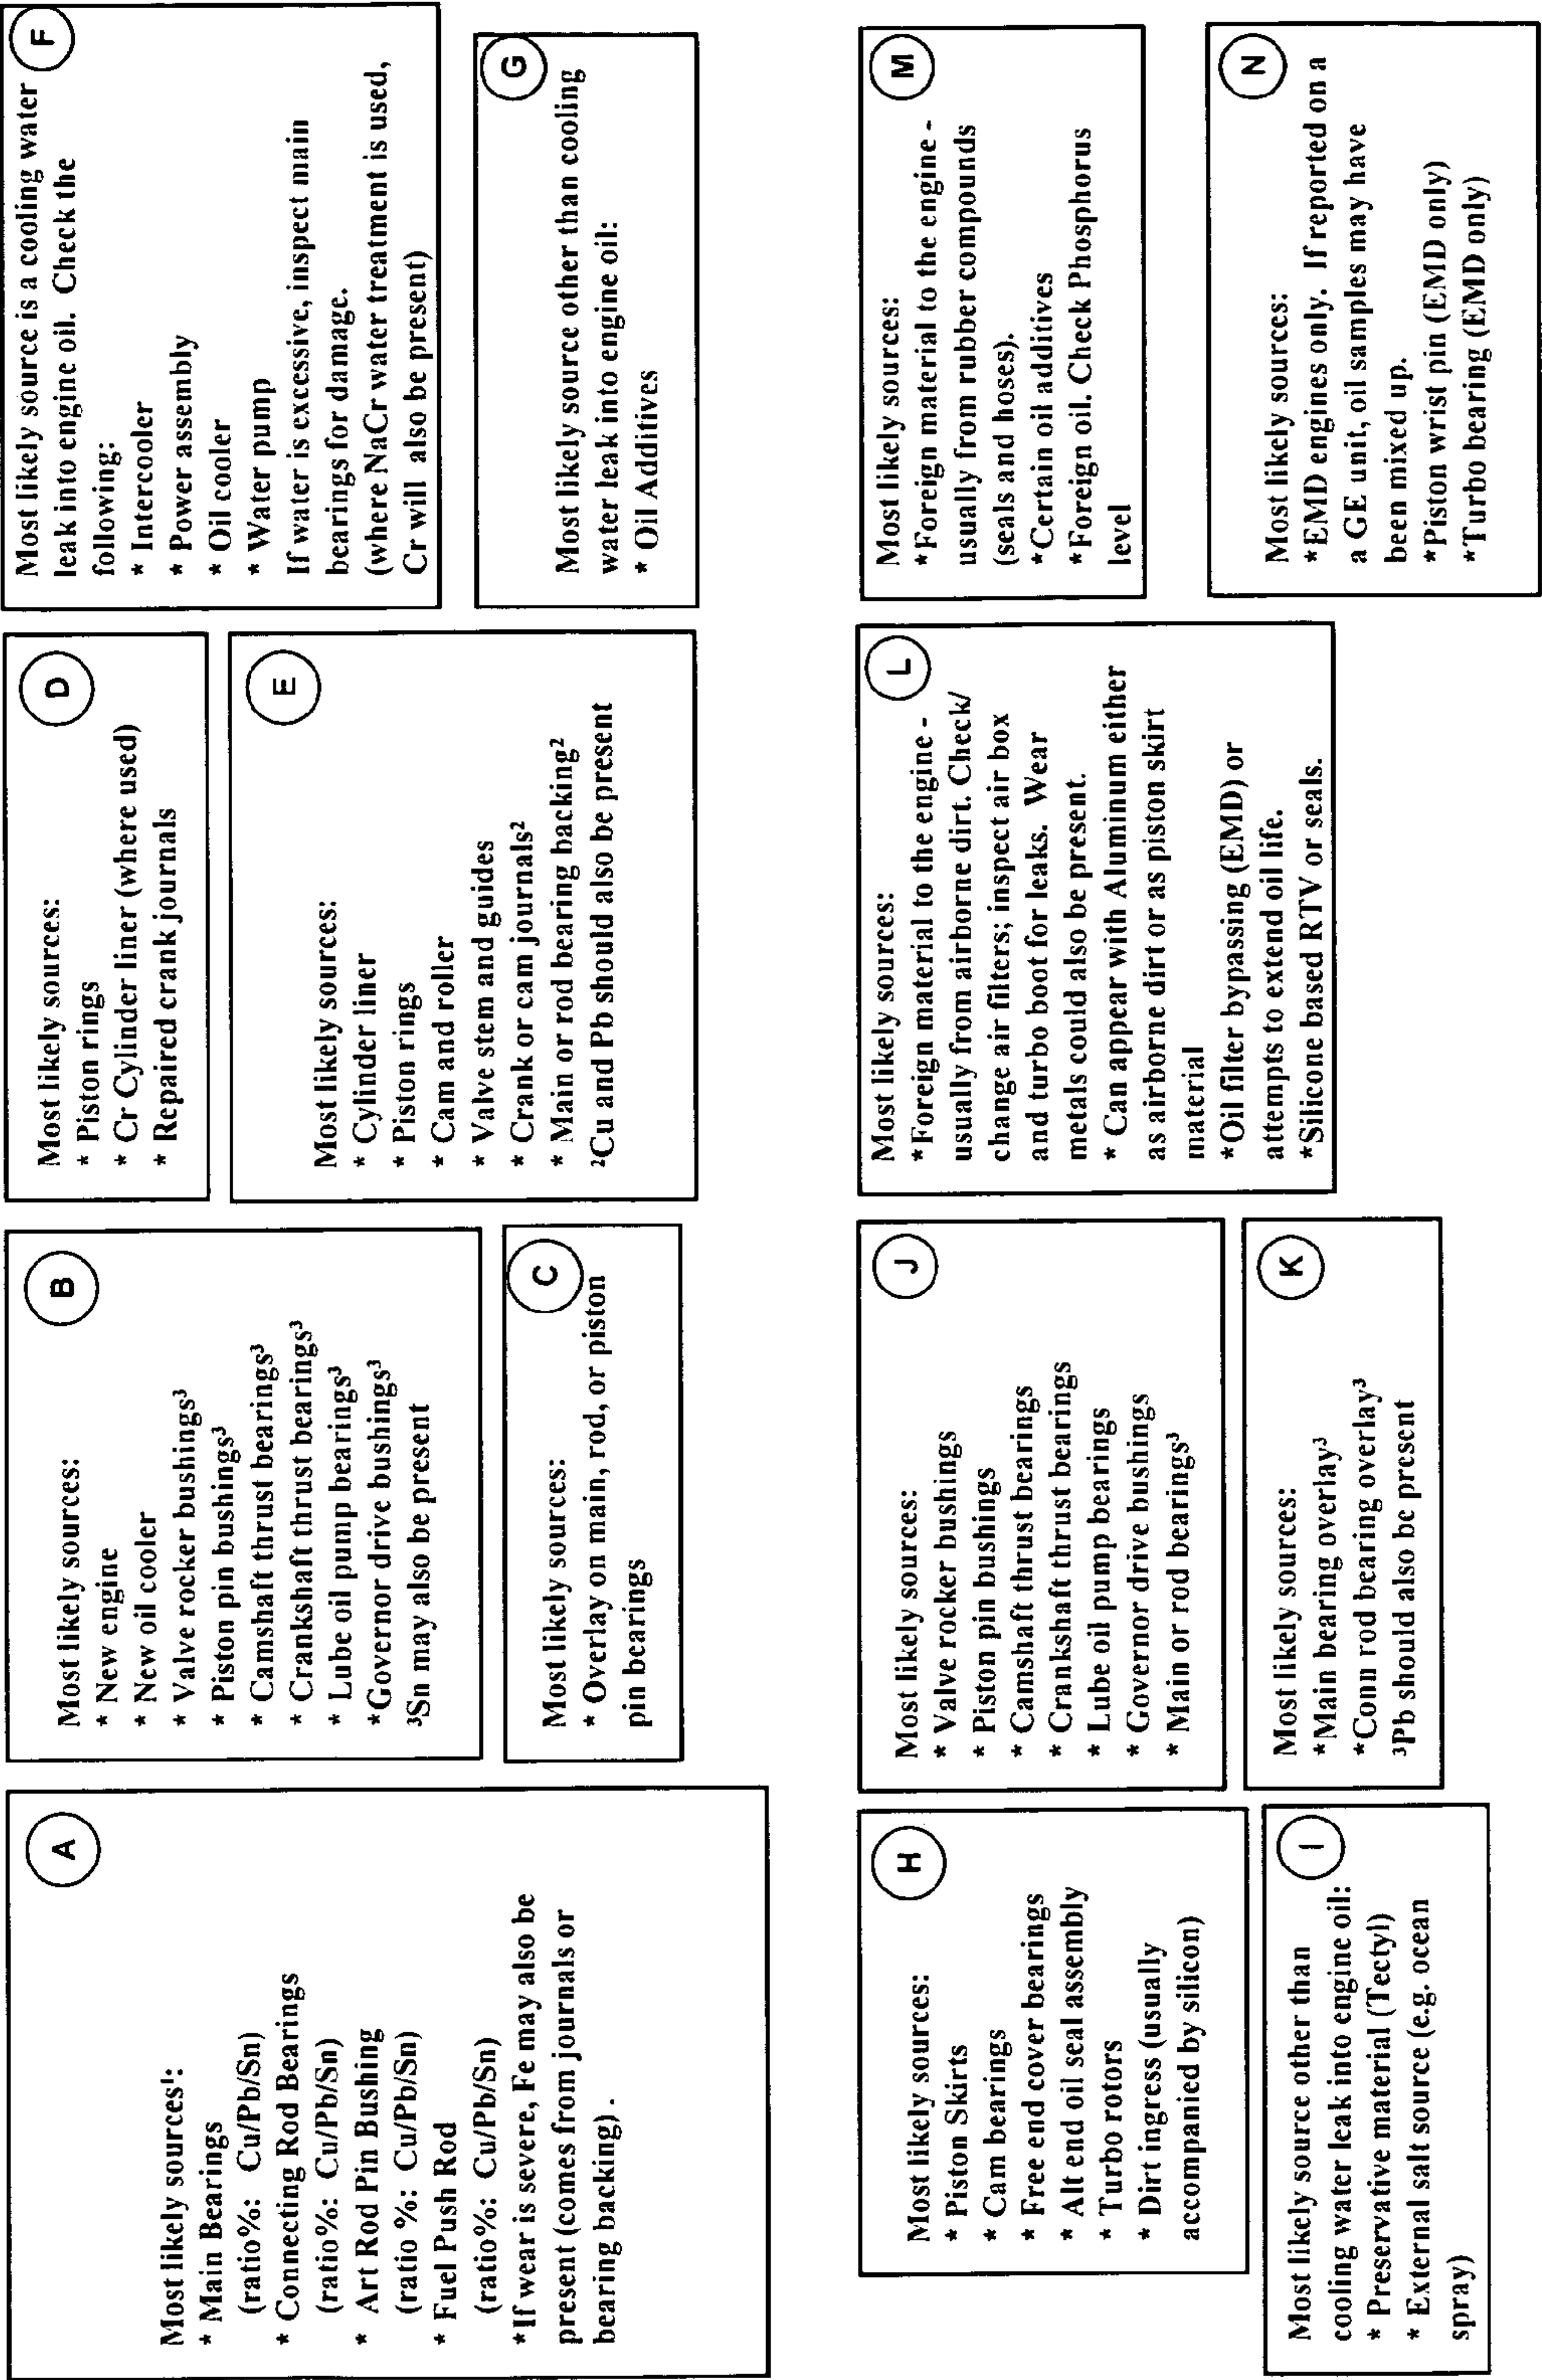 A
Most likely sources¹:
* Main Bearings
(ratio%: Cu/Pb/Sn)
* Connecting Rod Bearings
(ratio%: Cu/Pb/Sn)
* Art Rod Pin Bushing
(ratio %: Cu/Pb/Sn)
* Fuel Push Rod
(ratio%: Cu/Pb/Sn)
*If wear is severe, Fe may also be
present (comes from journals or
bearing backing) .
B
Most likely sources:
* New engine
* New oil cooler
* Valve rocker bushings³
* Piston pin bushings³
* Camshaft thrust bearings³
* Crankshaft thrust bearings³
* Lube oil pump bearings³
*Governor drive bushings³
³Sn may also be present
C
Most likely sources:
* Overlay on main, rod, or piston
pin bearings
D
Most likely sources:
* Piston rings
* Cr Cylinder liner (where used)
* Repaired crank journals
E
Most likely sources:
* Cylinder liner
* Piston rings
* Cam and roller
* Valve stem and guides
* Crank or cam journals²
* Main or rod bearing backing²
²Cu and Pb should also be present
F
Most likely source is a cooling water
leak into engine oil. Check the
following:
* Intercooler
* Power assembly
* Oil cooler
* Water pump
If water is excessive, inspect main
bearings for damage.
(where NaCr water treatment is used,
Cr will also be present)
G
Most likely source other than cooling
water leak into engine oil:
* Oil Additives
H
Most likely sources:
* Piston Skirts
* Cam bearings
* Free end cover bearings
* Alt end oil seal assembly
* Turbo rotors
* Dirt ingress (usually
accompanied by silicon)
I
Most likely source other than
cooling water leak into engine oil:
* Preservative material (Tectyl)
* External salt source (e.g. ocean
spray)
J
Most likely sources:
* Valve rocker bushings
* Piston pin bushings
* Camshaft thrust bearings
* Crankshaft thrust bearings
* Lube oil pump bearings
* Governor drive bushings
* Main or rod bearings³
K
Most likely sources:
*Main bearing overlay³
*Conn rod bearing overlay³
³Pb should also be present
L
Most likely sources:
*Foreign material to the engine -
usually from airborne dirt. Check/
change air filters; inspect air box
and turbo boot for leaks. Wear
metals could also be present.
* Can appear with Aluminum either
as airborne dirt or as piston skirt
material
*Oil filter bypassing (EMD) or
attempts to extend oil life.
*Silicone based RTV or seals.
M
Most likely sources:
*Foreign material to the engine -
usually from rubber compounds
(seals and hoses).
*Certain oil additives
*Foreign oil. Check Phosphorus
level
N
Most likely sources:
*EMD engines only. If reported on a
a GE unit, oil samples may have
been mixed up.
*Piston wrist pin (EMD only)
*Turbo bearing (EMD only)